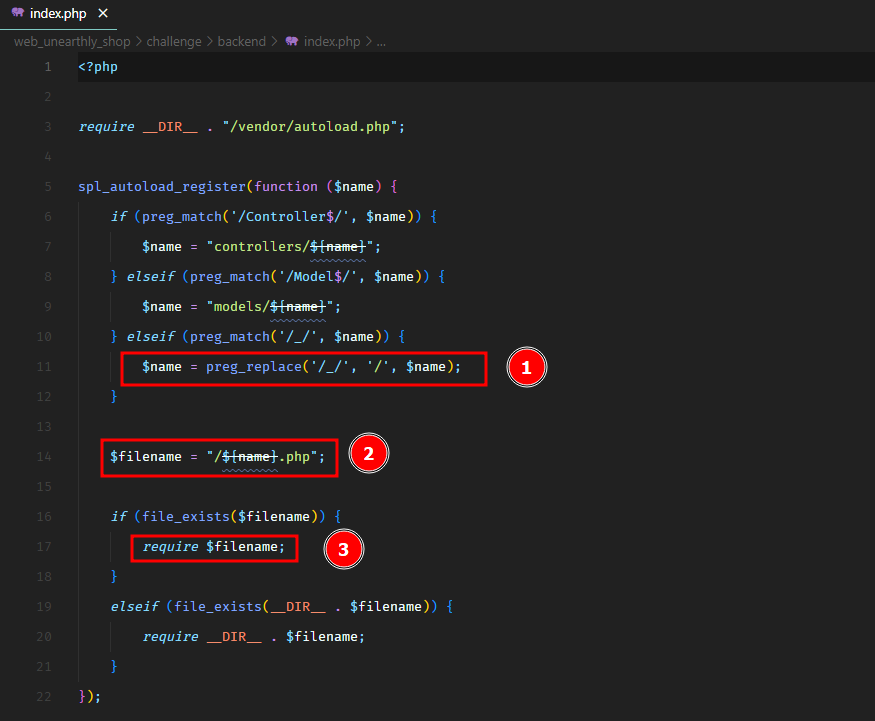 index.php ×
web_unearthly_shop > challenge > backend > index.php > ...
1 <?php
2
3 require __DIR__ . "/vendor/autoload.php";
4
5 spl_autoload_register(function ($name) {
6 if (preg_match('/Controller$/', $name)) {
7 $name = "controllers/${name}";
8 } elseif (preg_match('/Model$/', $name)) {
9 $name = "models/${name}";
10 } elseif (preg_match('/_/', $name)) {
11 $name = preg_replace('/_/', '/', $name); 1
12 }
13
14 $filename = "/${name}.php"; 2
15
16 if (file_exists($filename)) {
17 require $filename; 3
18 }
19 elseif (file_exists(__DIR__ . $filename)) {
20 require __DIR__ . $filename;
21 }
22 });